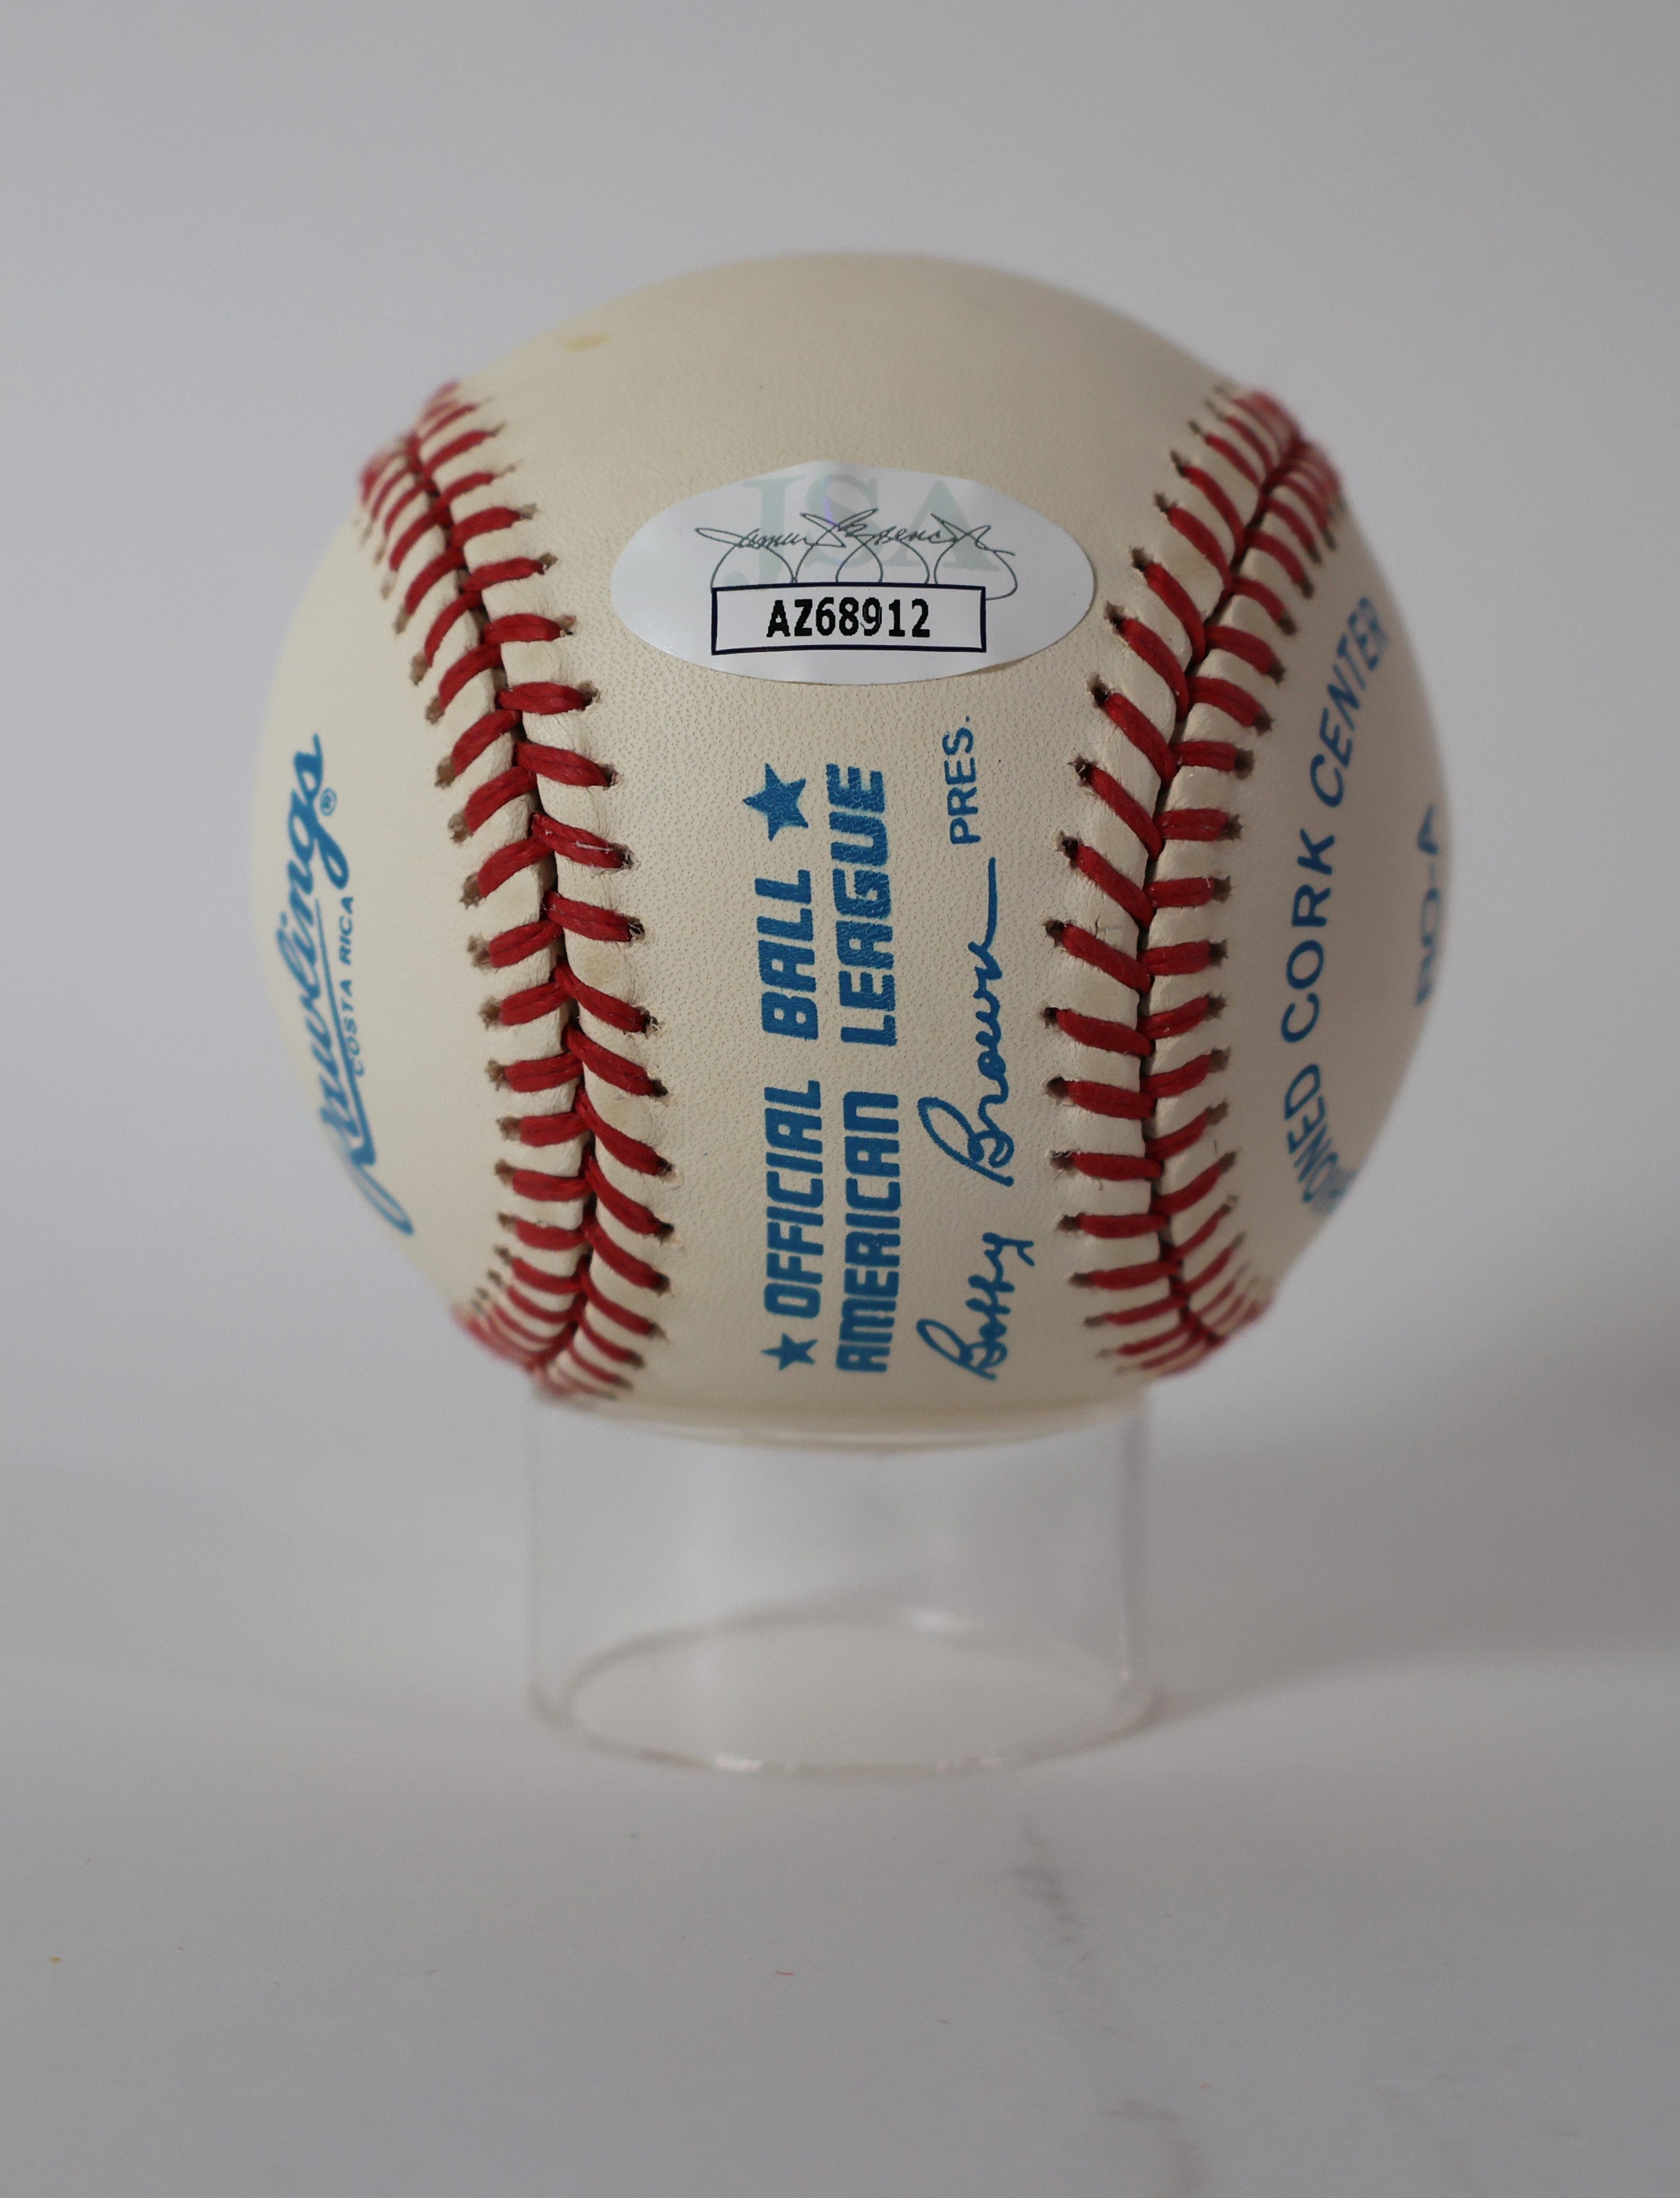 JSA
AZ68912
Rawlings®
COSTA RICA
★ OFFICIAL BALL ★
AMERICAN LEAGUE
Bobby Brown PRES.
CORK CENTER